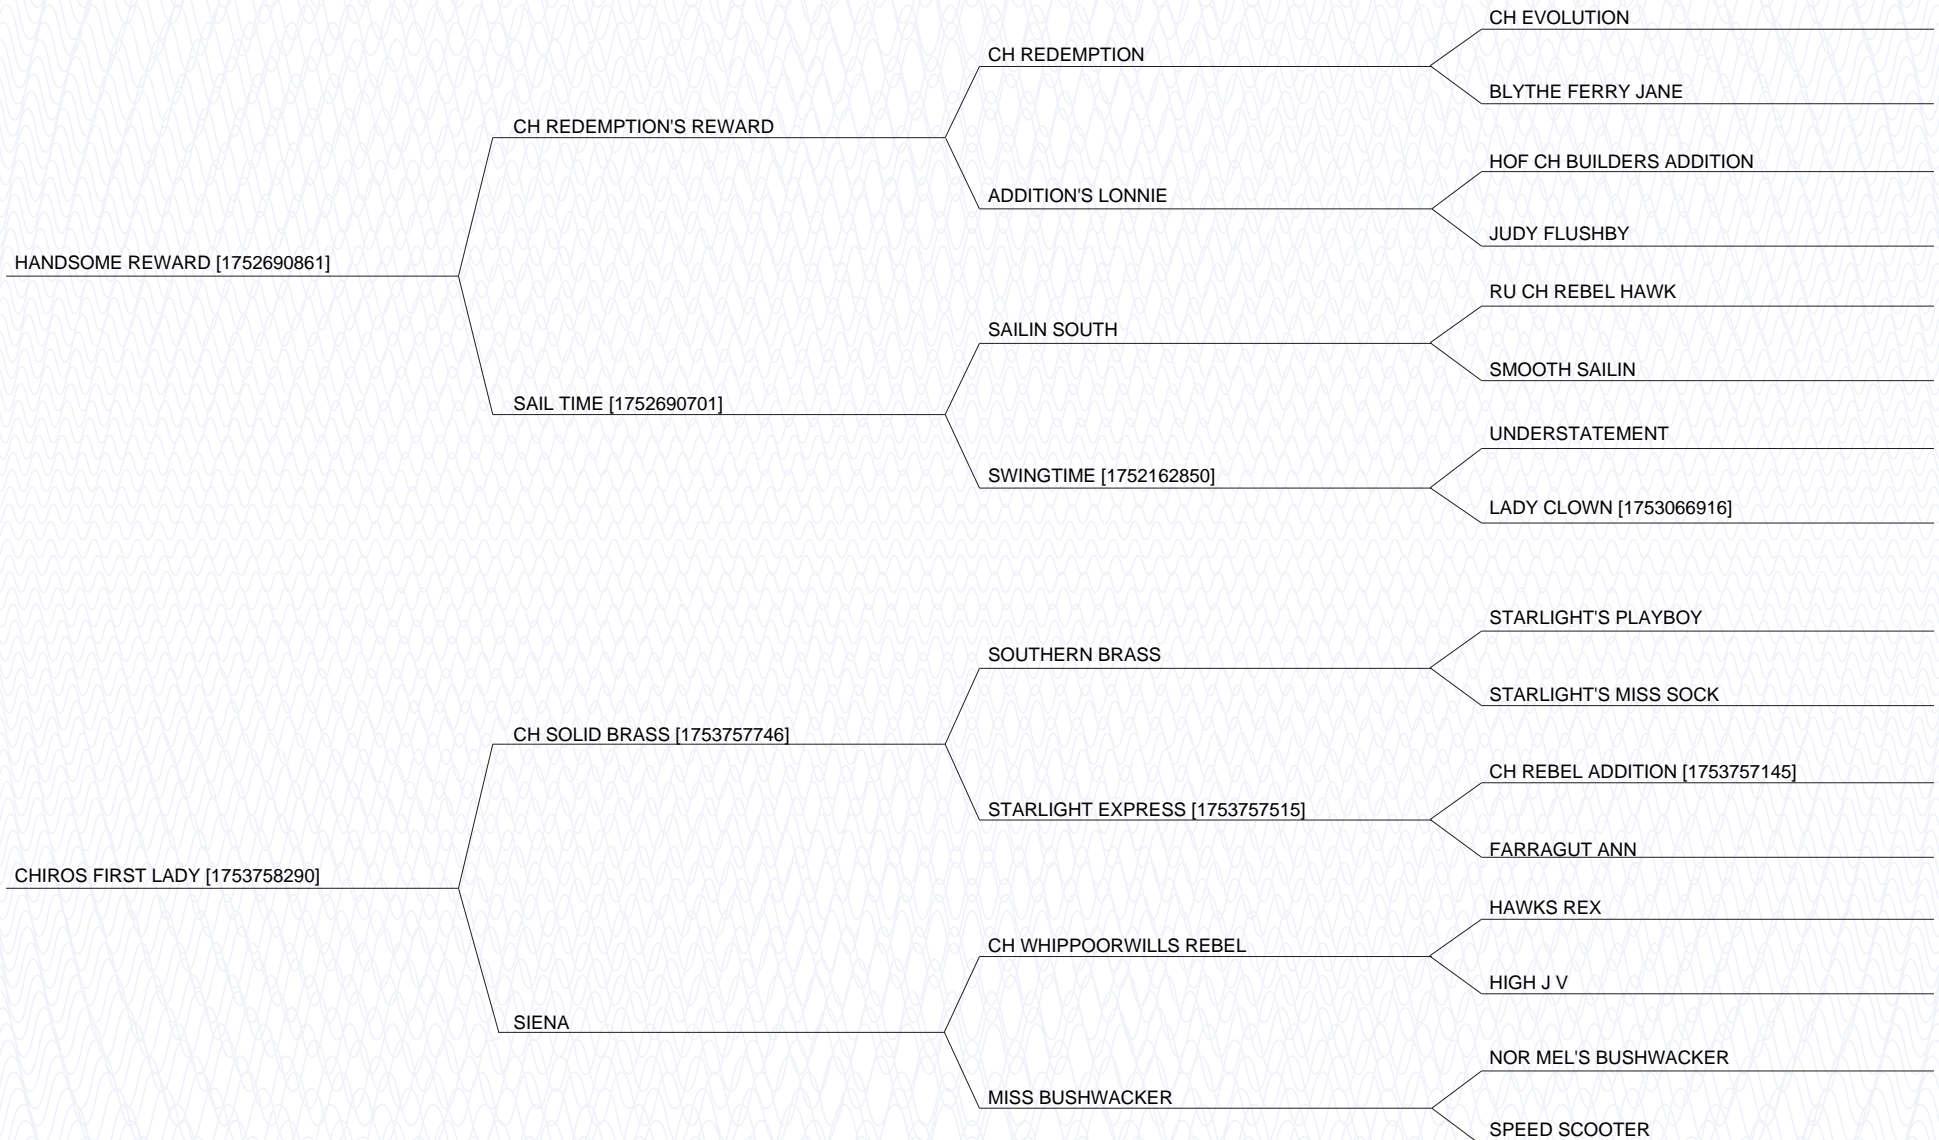 CH EVOLUTION
CH REDEMPTION
BLYTHE FERRY JANE
CH REDEMPTION'S REWARD
HOF CH BUILDERS ADDITION
ADDITION'S LONNIE
JUDY FLUSHBY
HANDSOME REWARD [1752690861]
RU CH REBEL HAWK
SAILIN SOUTH
SMOOTH SAILIN
SAIL TIME [1752690701]
UNDERSTATEMENT
SWINGTIME [1752162850]
LADY CLOWN [1753066916]
STARLIGHT'S PLAYBOY
SOUTHERN BRASS
STARLIGHT'S MISS SOCK
CH SOLID BRASS [1753757746]
CH REBEL ADDITION [1753757145]
STARLIGHT EXPRESS [1753757515]
FARRAGUT ANN
CHIROS FIRST LADY [1753758290]
HAWKS REX
CH WHIPPOORWILLS REBEL
HIGH J V
SIENA
NOR MEL'S BUSHWACKER
MISS BUSHWACKER
SPEED SCOOTER